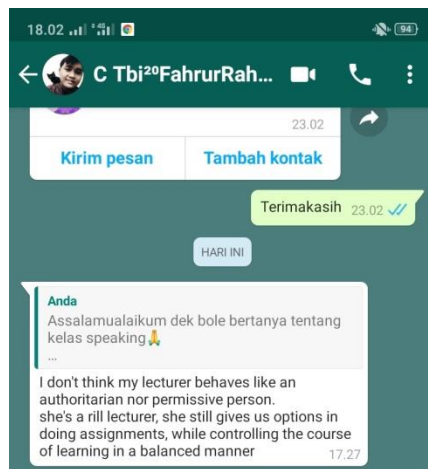 18.02
94
C Tbi²⁰FahrurRah...
23.02
Kirim pesan Tambah kontak
Terimakasih 23.02
HARI INI
Anda
Assalamualaikum dek bole bertanya tentang
kelas speaking🙏
...
I don't think my lecturer behaves like an
authoritarian nor permissive person.
she's a rill lecturer, she still gives us options in
doing assignments, while controlling the course
of learning in a balanced manner 17.27